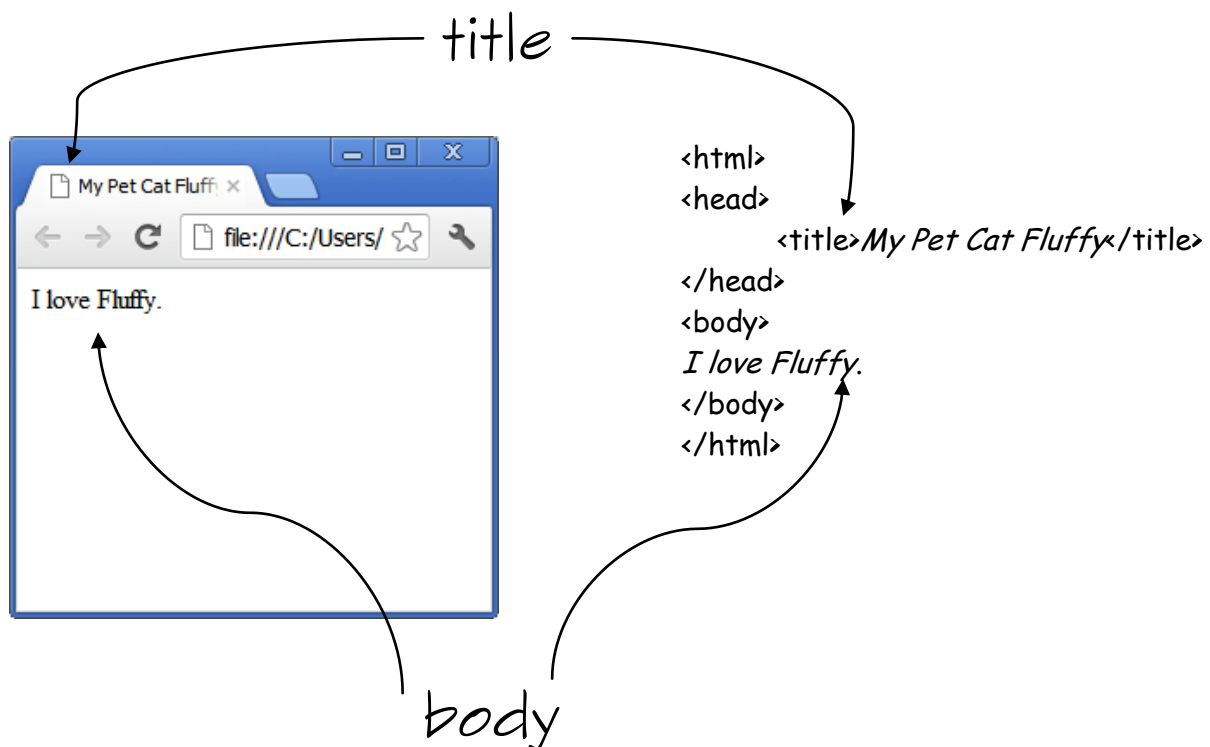 title
My Pet Cat Fluff
file:///C:/Users/
I love Fluffy.
<html>
<head>
<title>My Pet Cat Fluffy</title>
</head>
<body>
I love Fluffy.
</body>
</html>
body